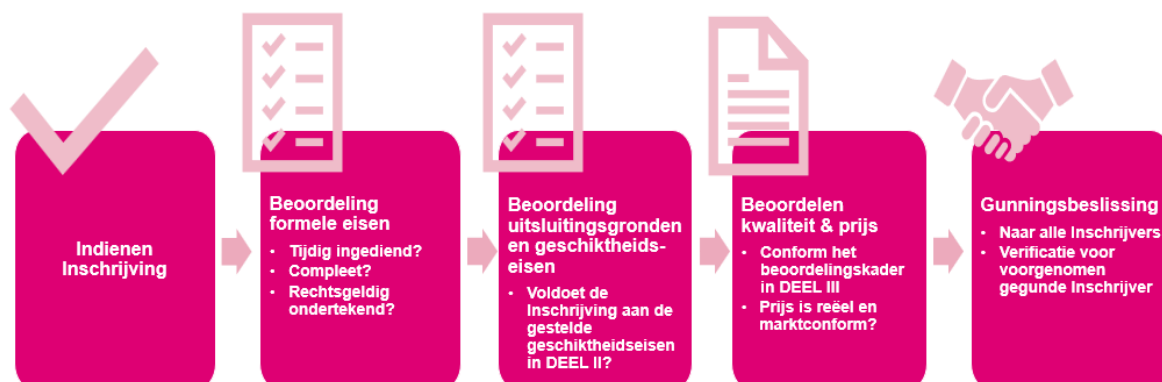 Indienen
Inschrijving
Beoordeling
formele eisen
• Tijdig ingediend?
• Compleet?
• Rechtsgeldig
ondertekend?
Beoordeling
uitsluitingsgronden
en geschiktheids-
eisen
• Voldoet de
Inschrijving aan de
gestelde
geschiktheidseisen
in DEEL II?
Beoordelen
kwaliteit & prijs
• Conform het
beoordelingskader
in DEEL III
• Prijs is reëel en
marktconform?
Gunningsbeslissing
• Naar alle Inschrijvers
• Verificatie voor
voorgenomen
gegunde Inschrijver